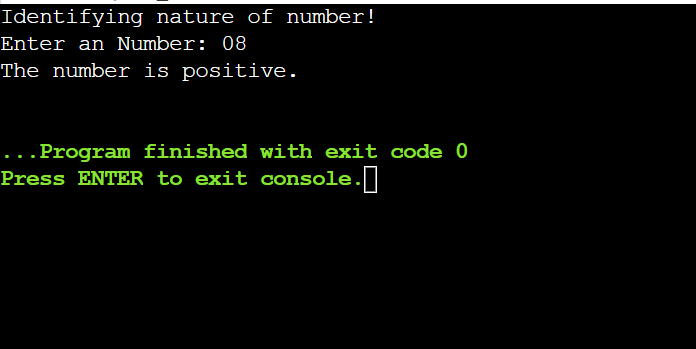 Identifying nature of number!
Enter an Number: 08
The number is positive.
...Program finished with exit code 0
Press ENTER to exit console.